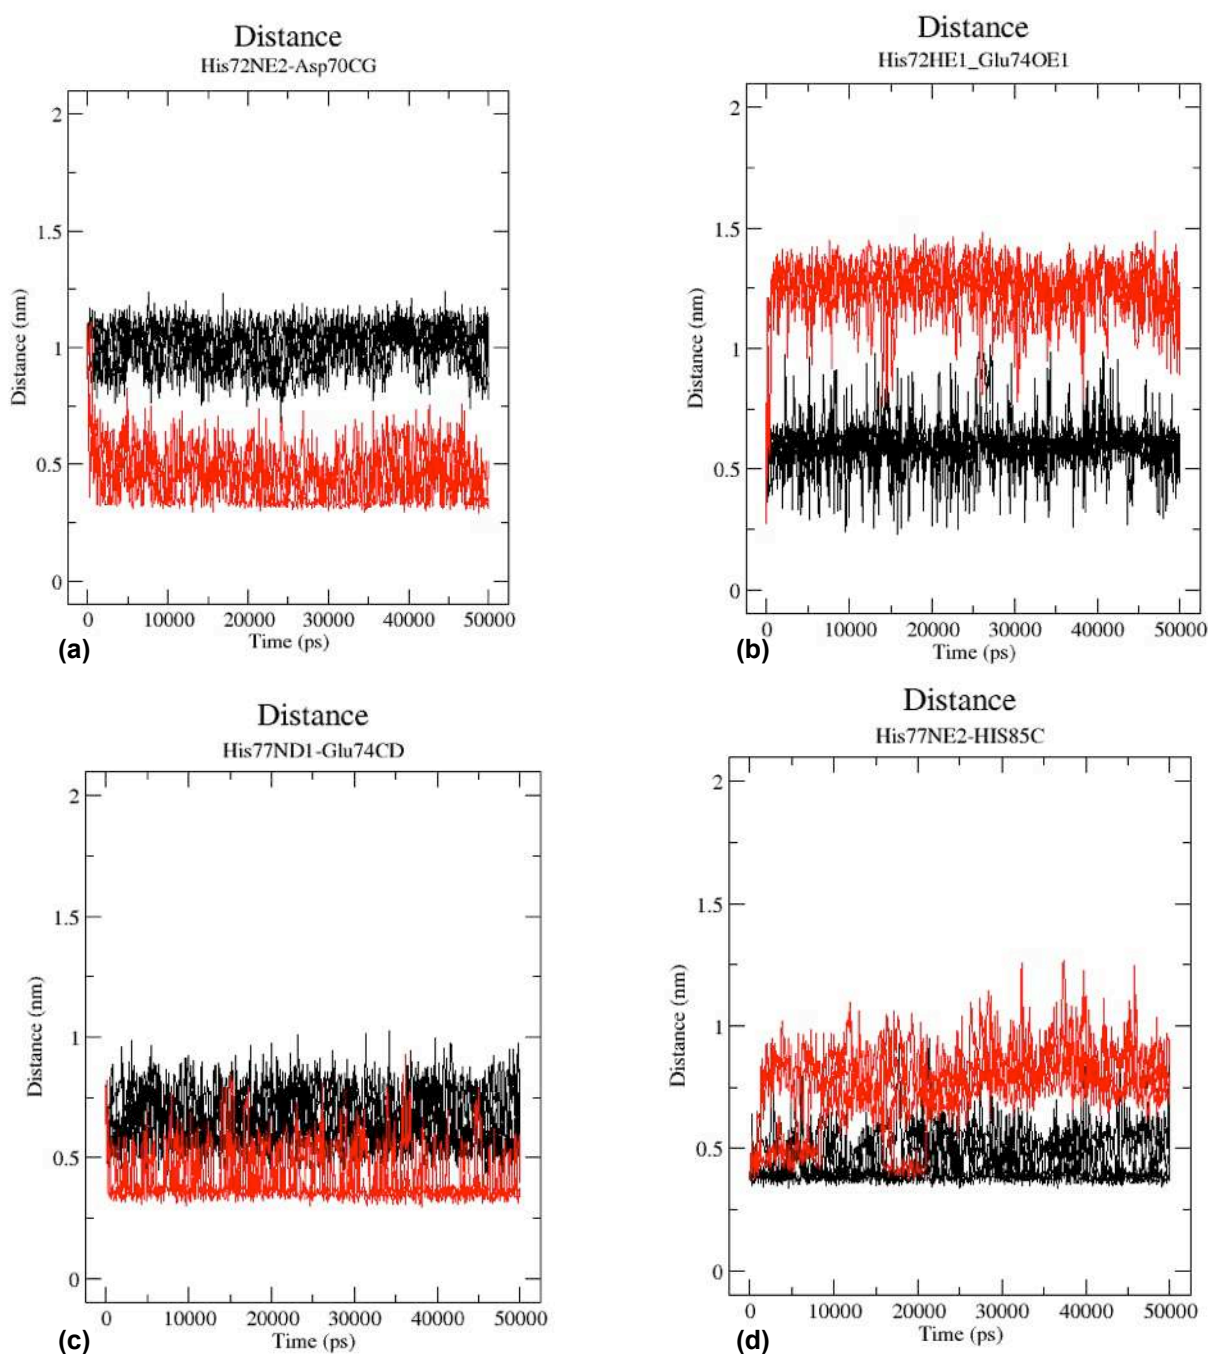 Distance
His72NE2-Asp70CG
Distance (nm)
2
1.5
1
0.5
0
0 10000 20000 30000 40000 50000
Time (ps)
(a)
Distance
His72HE1_Glu74OE1
Distance (nm)
2
1.5
1
0.5
0
0 10000 20000 30000 40000 50000
Time (ps)
(b)
Distance
His77ND1-Glu74CD
Distance (nm)
2
1.5
1
0.5
0
0 10000 20000 30000 40000 50000
Time (ps)
(c)
Distance
His77NE2-HIS85C
Distance (nm)
2
1.5
1
0.5
0
0 10000 20000 30000 40000 50000
Time (ps)
(d)